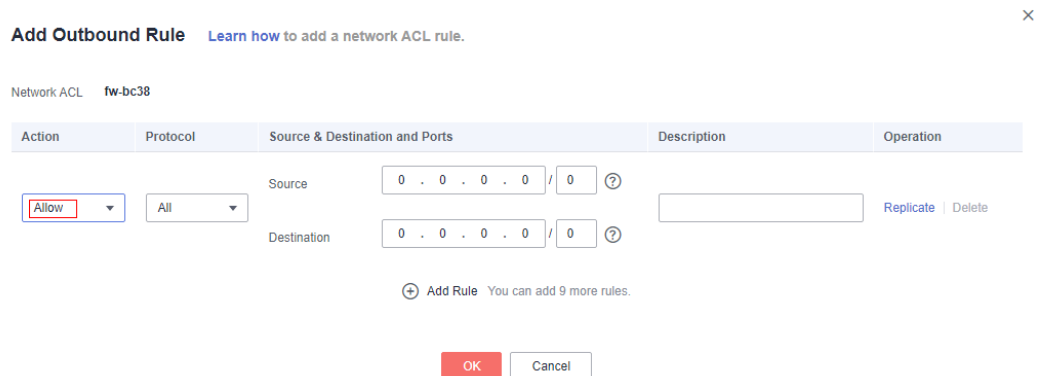 ×
Add Outbound Rule Learn how to add a network ACL rule.
Network ACL fw-bc38
Action Protocol Source & Destination and Ports Description Operation
Source 0 . 0 . 0 . 0 / 0 ?
Allow All Replicate | Delete
Destination 0 . 0 . 0 . 0 / 0 ?
+ Add Rule You can add 9 more rules.
OK Cancel